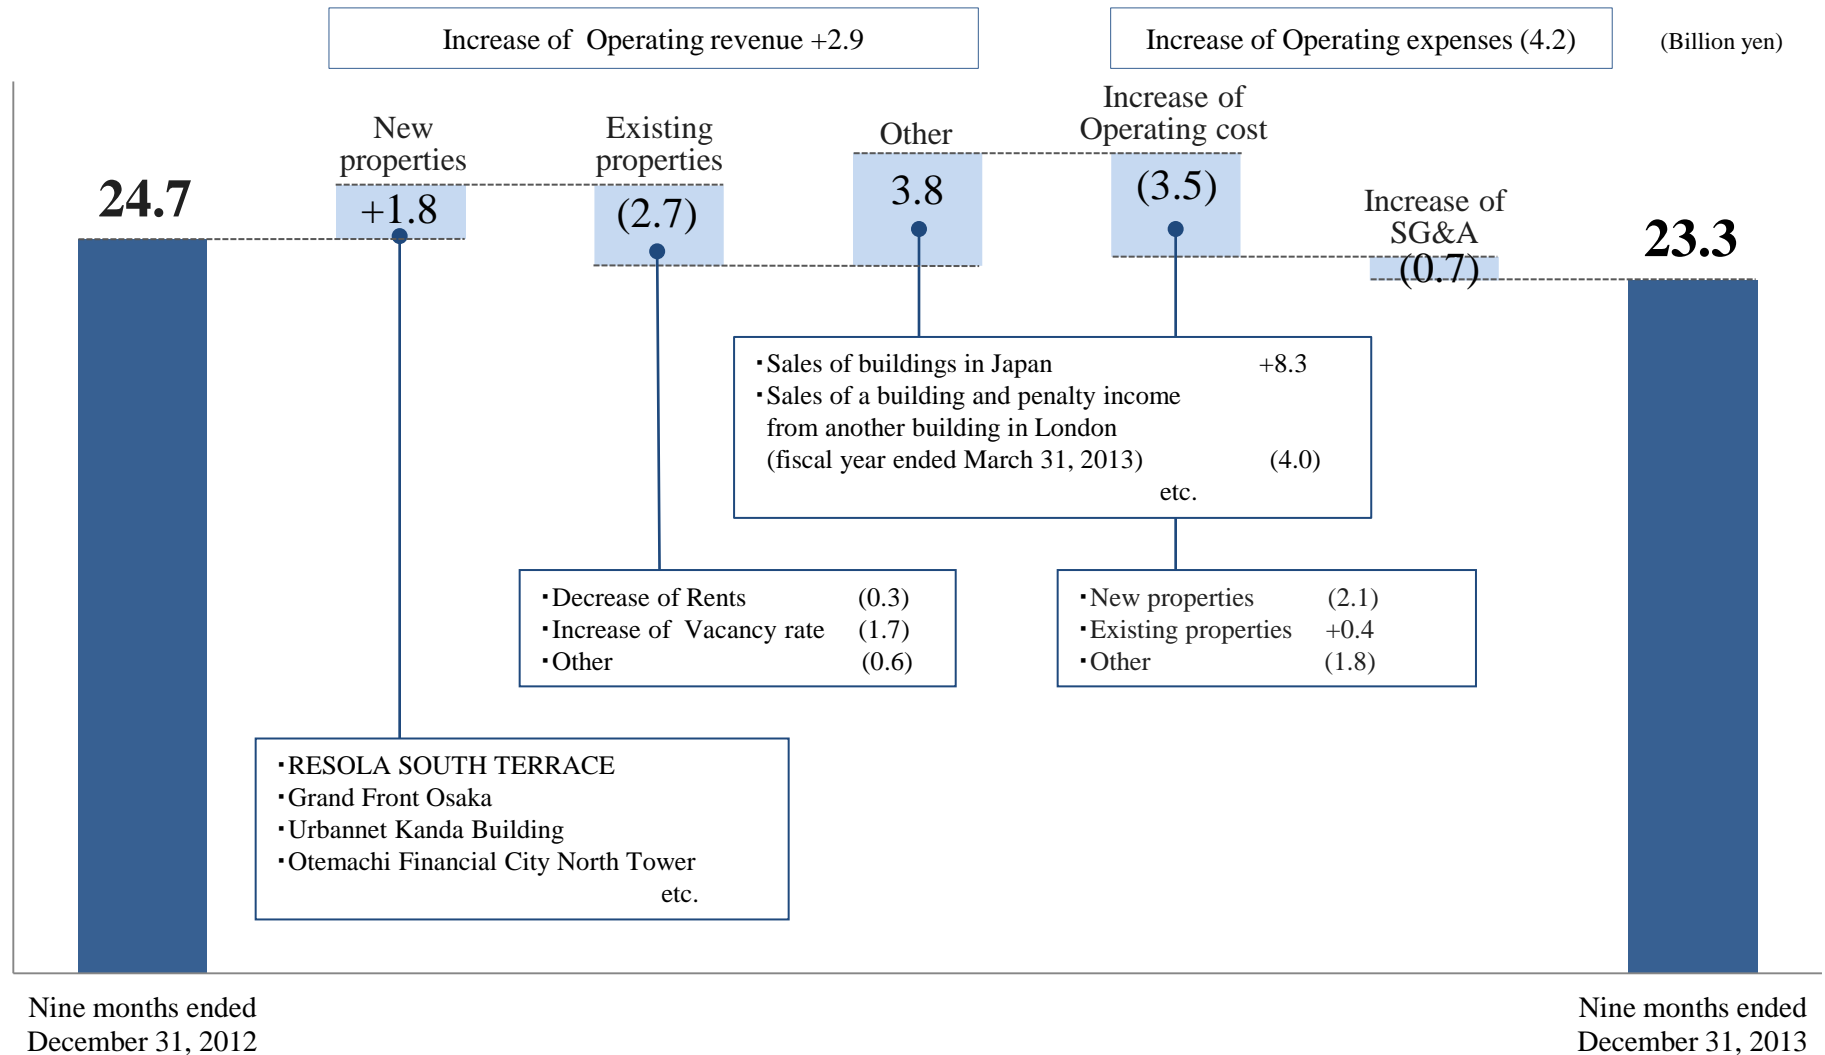 Increase of Operating revenue +2.9
Increase of Operating expenses (4.2)
(Billion yen)
24.7
New
properties
+1.8
Existing
properties
(2.7)
Other
3.8
Increase of
Operating cost
(3.5)
Increase of
SG&A
(0.7)
23.3
・Sales of buildings in Japan +8.3
・Sales of a building and penalty income
from another building in London
(fiscal year ended March 31, 2013) (4.0)
etc.
・Decrease of Rents (0.3)
・Increase of Vacancy rate (1.7)
・Other (0.6)
・New properties (2.1)
・Existing properties +0.4
・Other (1.8)
・RESOLA SOUTH TERRACE
・Grand Front Osaka
・Urbannet Kanda Building
・Otemachi Financial City North Tower
etc.
Nine months ended
December 31, 2012
Nine months ended
December 31, 2013